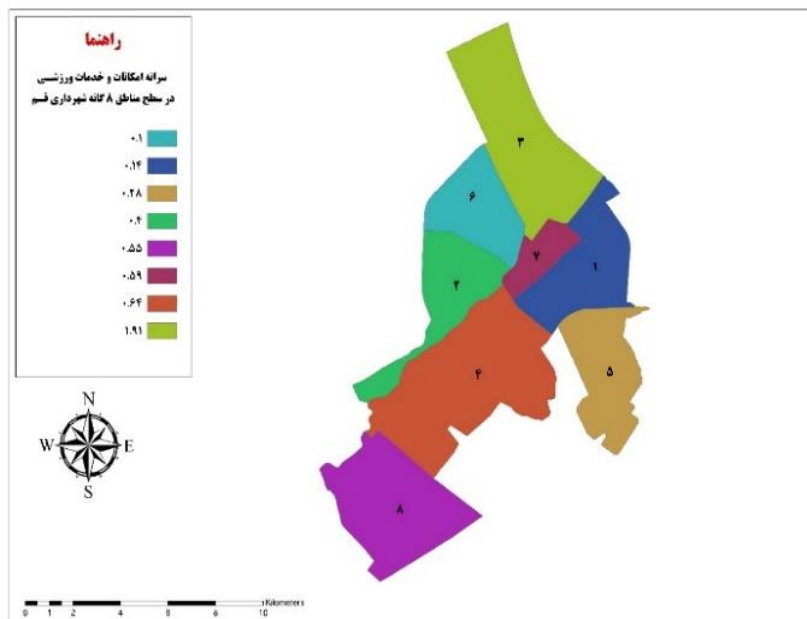 راهنما
سرانه امکانات و خدمات ورزشی
در سطح مناطق ۸ گانه شهرداری قم
۰.۱
۰.۱۴
۰.۲۸
۰.۴
۰.۵۵
۰.۵۹
۰.۶۴
۱.۹۱
۳
۶
۷
۱
۲
۴
۵
۸
N
W E
S
0 1 2 4 6 8 10 Kilometers